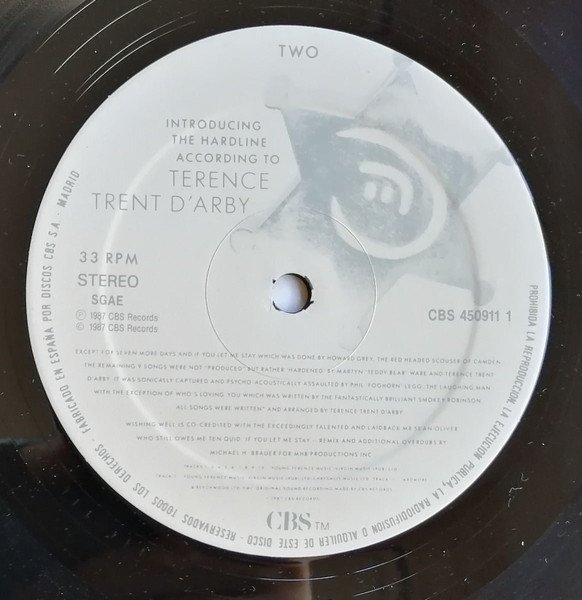 TWO
INTRODUCING
THE HARDLINE
ACCORDING TO
TERENCE
TRENT D'ARBY
33 RPM
STEREO
SGAE
Ⓟ 1987 CBS Records
© 1987 CBS Records
CBS 450911 1
EXCEPT FOR SEVEN MORE DAYS AND IF YOU LET ME STAY WHICH WAS DONE BY HOWARD GREY, THE RED HEADED SCOUSER OF CAMDEN.
THE REMAINING 9 SONGS WERE NOT "PRODUCED" BUT RATHER 'HARDENED' BY MARTYN 'TEDDY BEAR' WARE AND TERENCE TRENT
D'ARBY. IT WAS SONICALLY CAPTURED AND PSYCHO-ACOUSTICALLY ASSAULTED BY PHIL 'FOGHORN' LEGG, THE LAUGHING MAN.
WITH THE EXCEPTION OF WHO'S LOVING YOU WHICH WAS WRITTEN BY THE FANTASTICALLY BRILLIANT SMOKEY ROBINSON.
ALL SONGS WERE WRITTEN" AND ARRANGED BY TERENCE TRENT D'ARBY
WISHING WELL IS CO-CREDITED WITH THE EXCEEDINGLY TALENTED AND LAIDBACK MR SEAN OLIVER
WHO STILL OWES ME TEN QUID. IF YOU LET ME STAY – REMIX AND ADDITIONAL OVERDUBS BY
MICHAEL H. BRAUER FOR MHB PRODUCTIONS INC
CBS TM
FABRICADO EN ESPAÑA POR DISCOS CBS S.A. - MADRID
PROHIBIDA LA REPRODUCCION, LA EJECUCION PUBLICA, LA RADIODIFUSION O ALQUILER DE ESTE DISCO - RESERVADOS TODOS LOS DERECHOS -